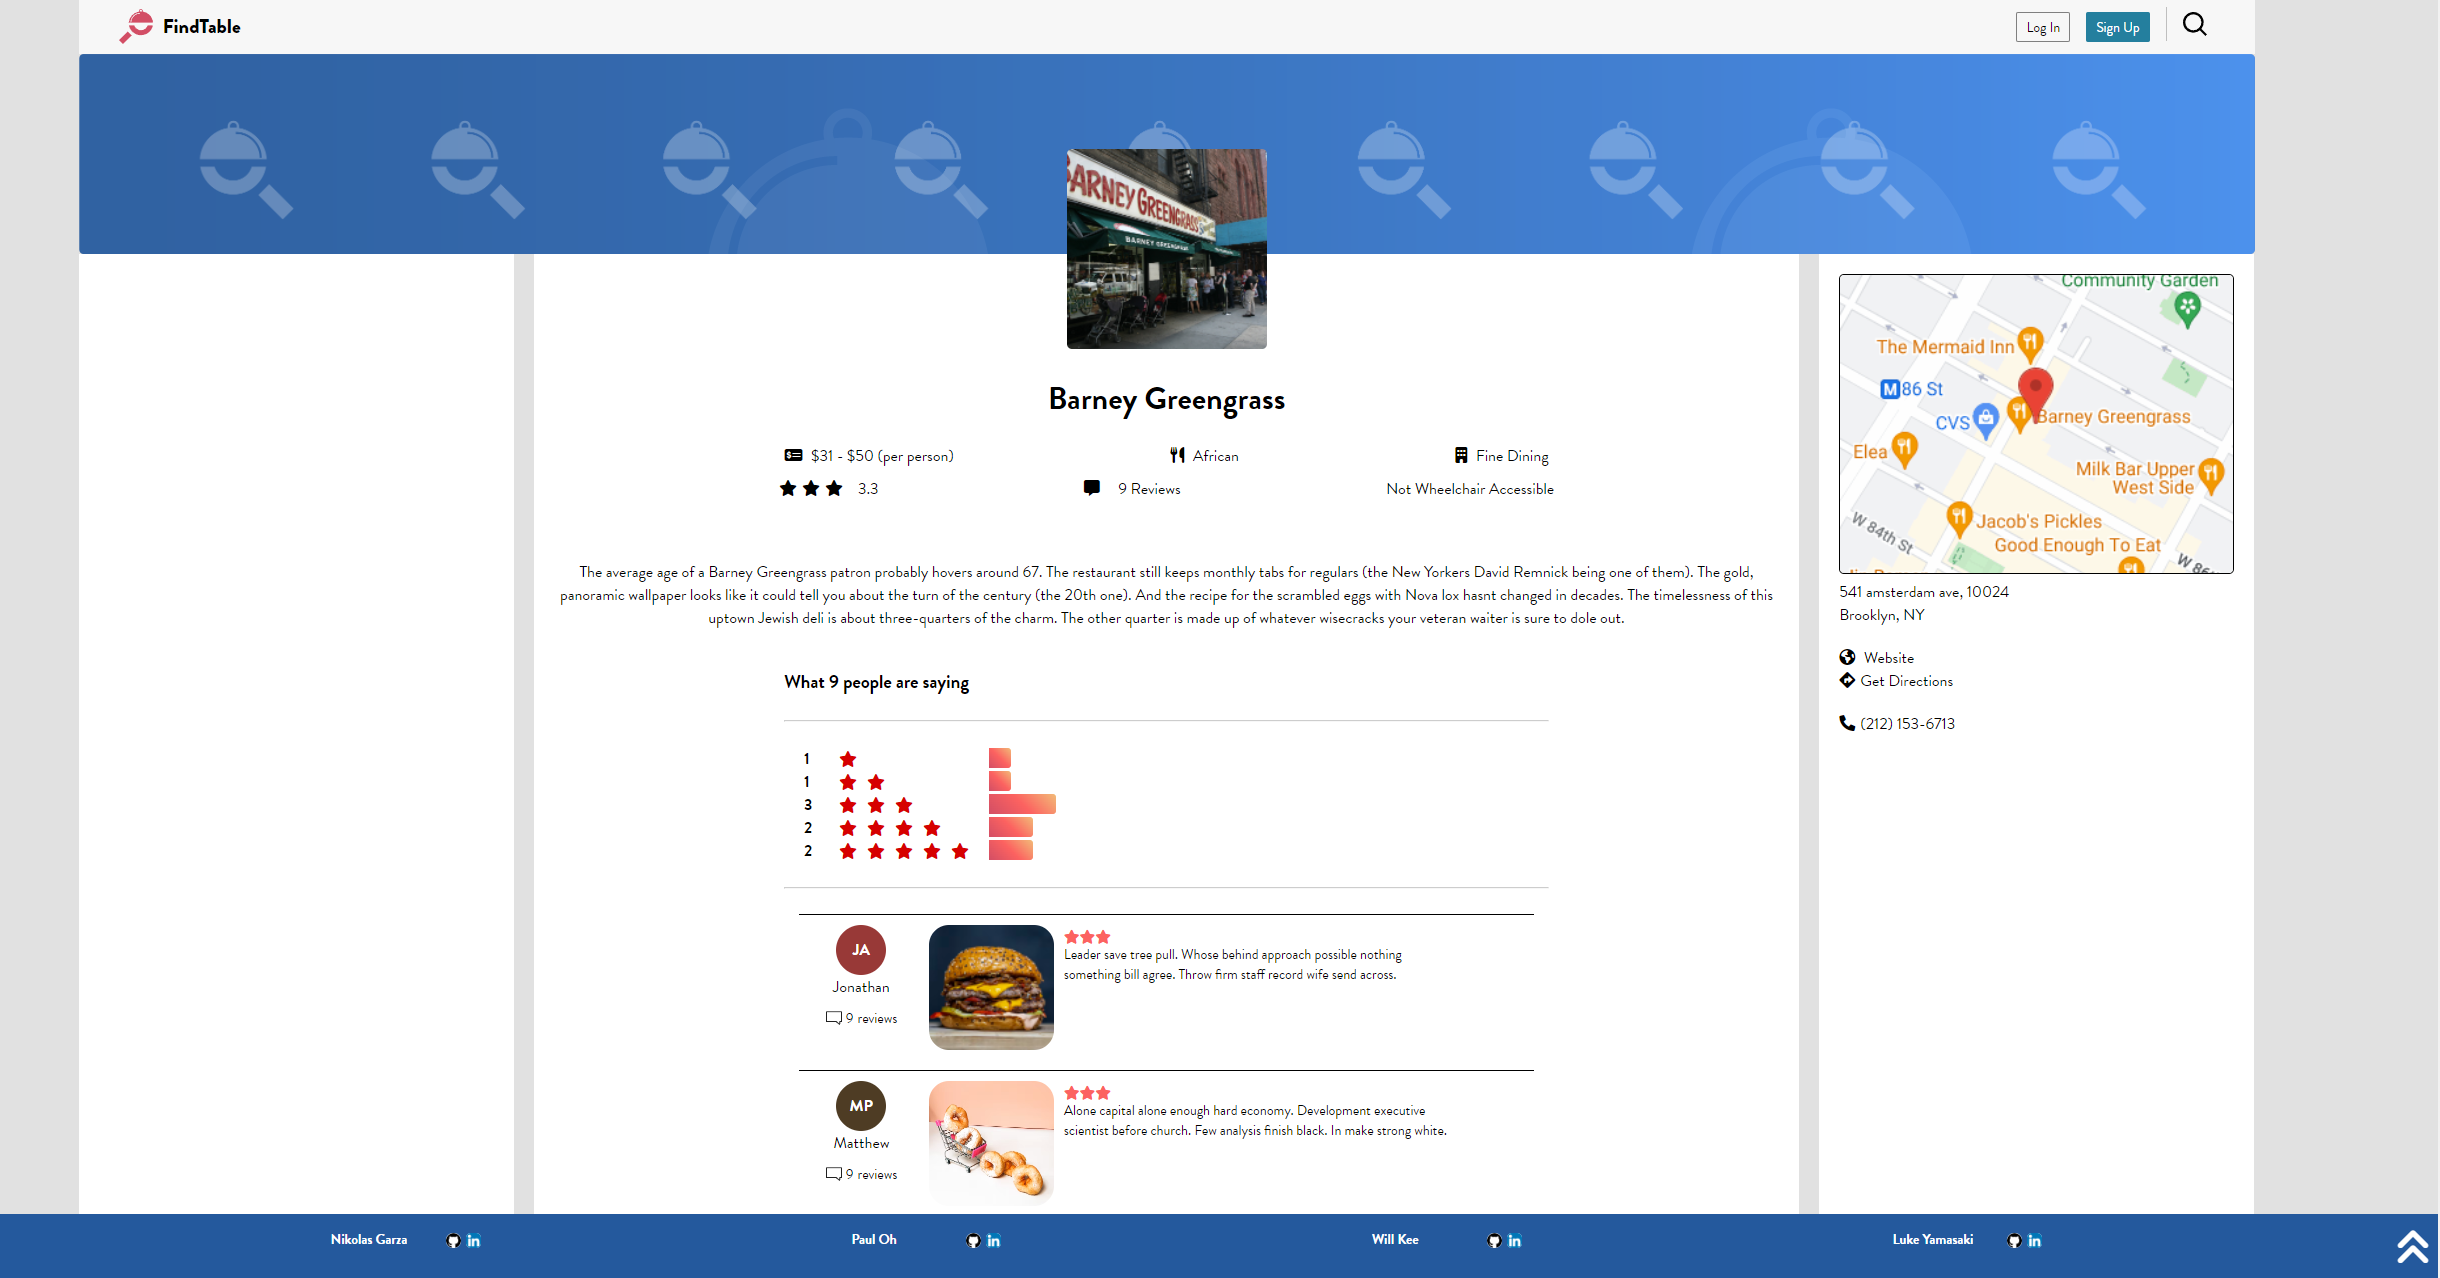 FindTable
Log In
Sign Up
BARNEY GREENGRASS
BARNEY GREENGRASS
Barney Greengrass
$31 - $50 (per person)
African
Fine Dining
3.3
9 Reviews
Not Wheelchair Accessible
The average age of a Barney Greengrass patron probably hovers around 67. The restaurant still keeps monthly tabs for regulars (the New Yorkers David Remnick being one of them). The gold,
panoramic wallpaper looks like it could tell you about the turn of the century (the 20th one). And the recipe for the scrambled eggs with Nova lox hasnt changed in decades. The timelessness of this
uptown Jewish deli is about three-quarters of the charm. The other quarter is made up of whatever wisecracks your veteran waiter is sure to dole out.
What 9 people are saying
1
1
3
2
2
JA
Jonathan
9 reviews
Leader save tree pull. Whose behind approach possible nothing
something bill agree. Throw firm staff record wife send across.
MP
Matthew
9 reviews
Alone capital alone enough hard economy. Development executive
scientist before church. Few analysis finish black. In make strong white.
Community Garden
The Mermaid Inn
M 86 St
CVS
Barney Greengrass
Elea
Milk Bar Upper
West Side
Jacob's Pickles
W 84th St
Good Enough To Eat
541 amsterdam ave, 10024
Brooklyn, NY
Website
Get Directions
(212) 153-6713
Nikolas Garza
in
Paul Oh
in
Will Kee
in
Luke Yamasaki
in